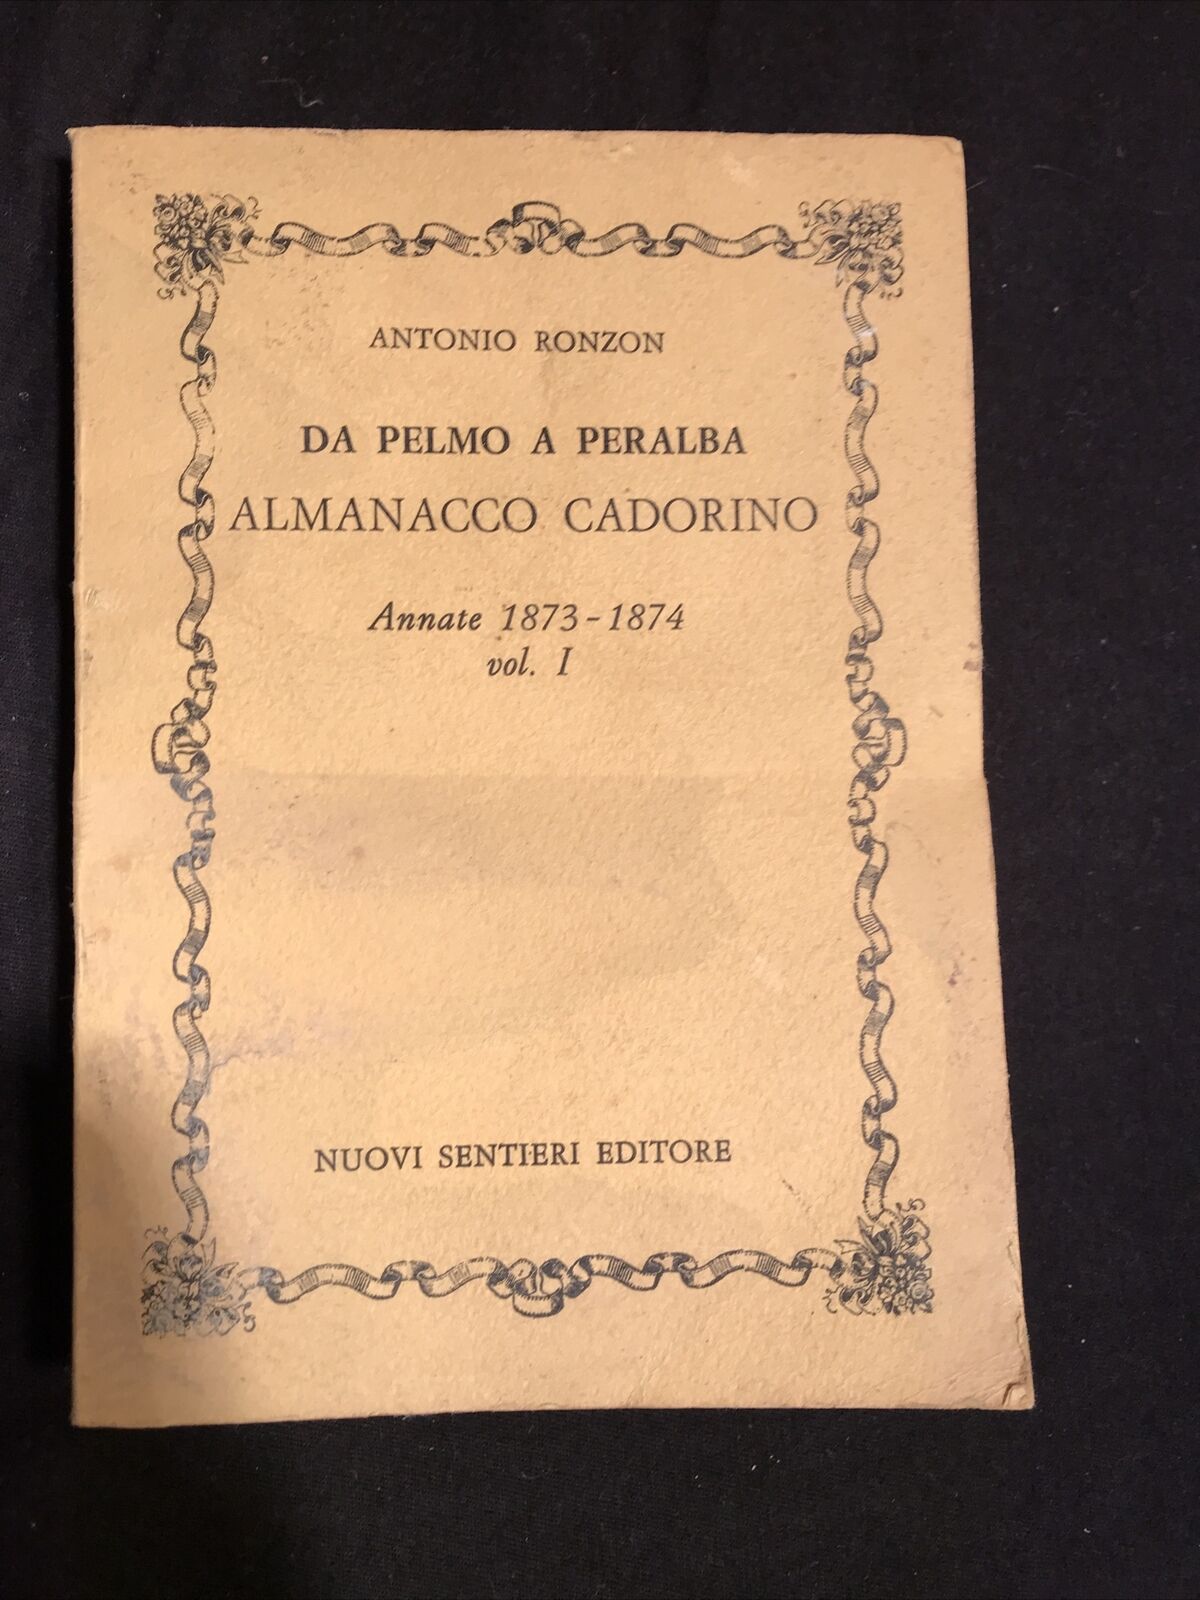 ANTONIO RONZON
DA PELMO A PERALBA
ALMANACCO CADORINO
Annate 1873-1874
vol. I
NUOVI SENTIERI EDITORE